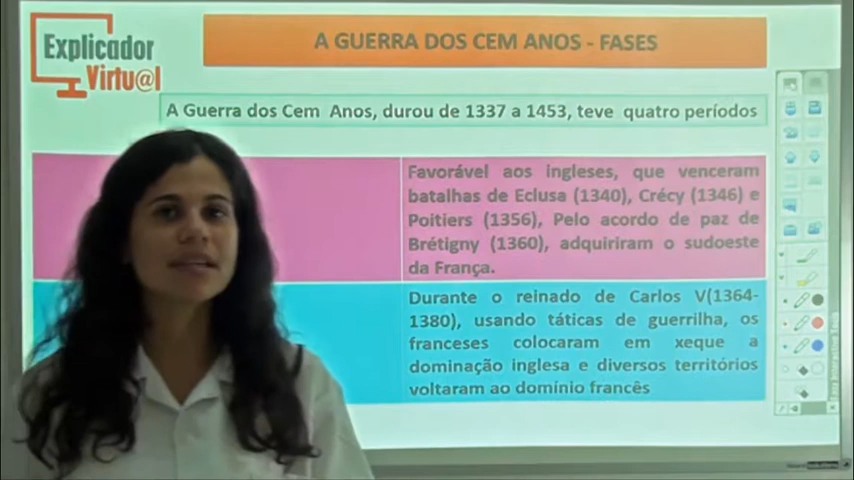 Explicador
Virtu@l
A GUERRA DOS CEM ANOS - FASES
A Guerra dos Cem Anos, durou de 1337 a 1453, teve quatro períodos
Favorável aos ingleses, que venceram
batalhas de Eclusa (1340), Crécy (1346) e
Poitiers (1356), Pelo acordo de paz de
Brétigny (1360), adquiriram o sudoeste
da França.
Durante o reinado de Carlos V(1364-
1380), usando táticas de guerrilha, os
franceses colocaram em xeque a
dominação inglesa e diversos territórios
voltaram ao domínio francês